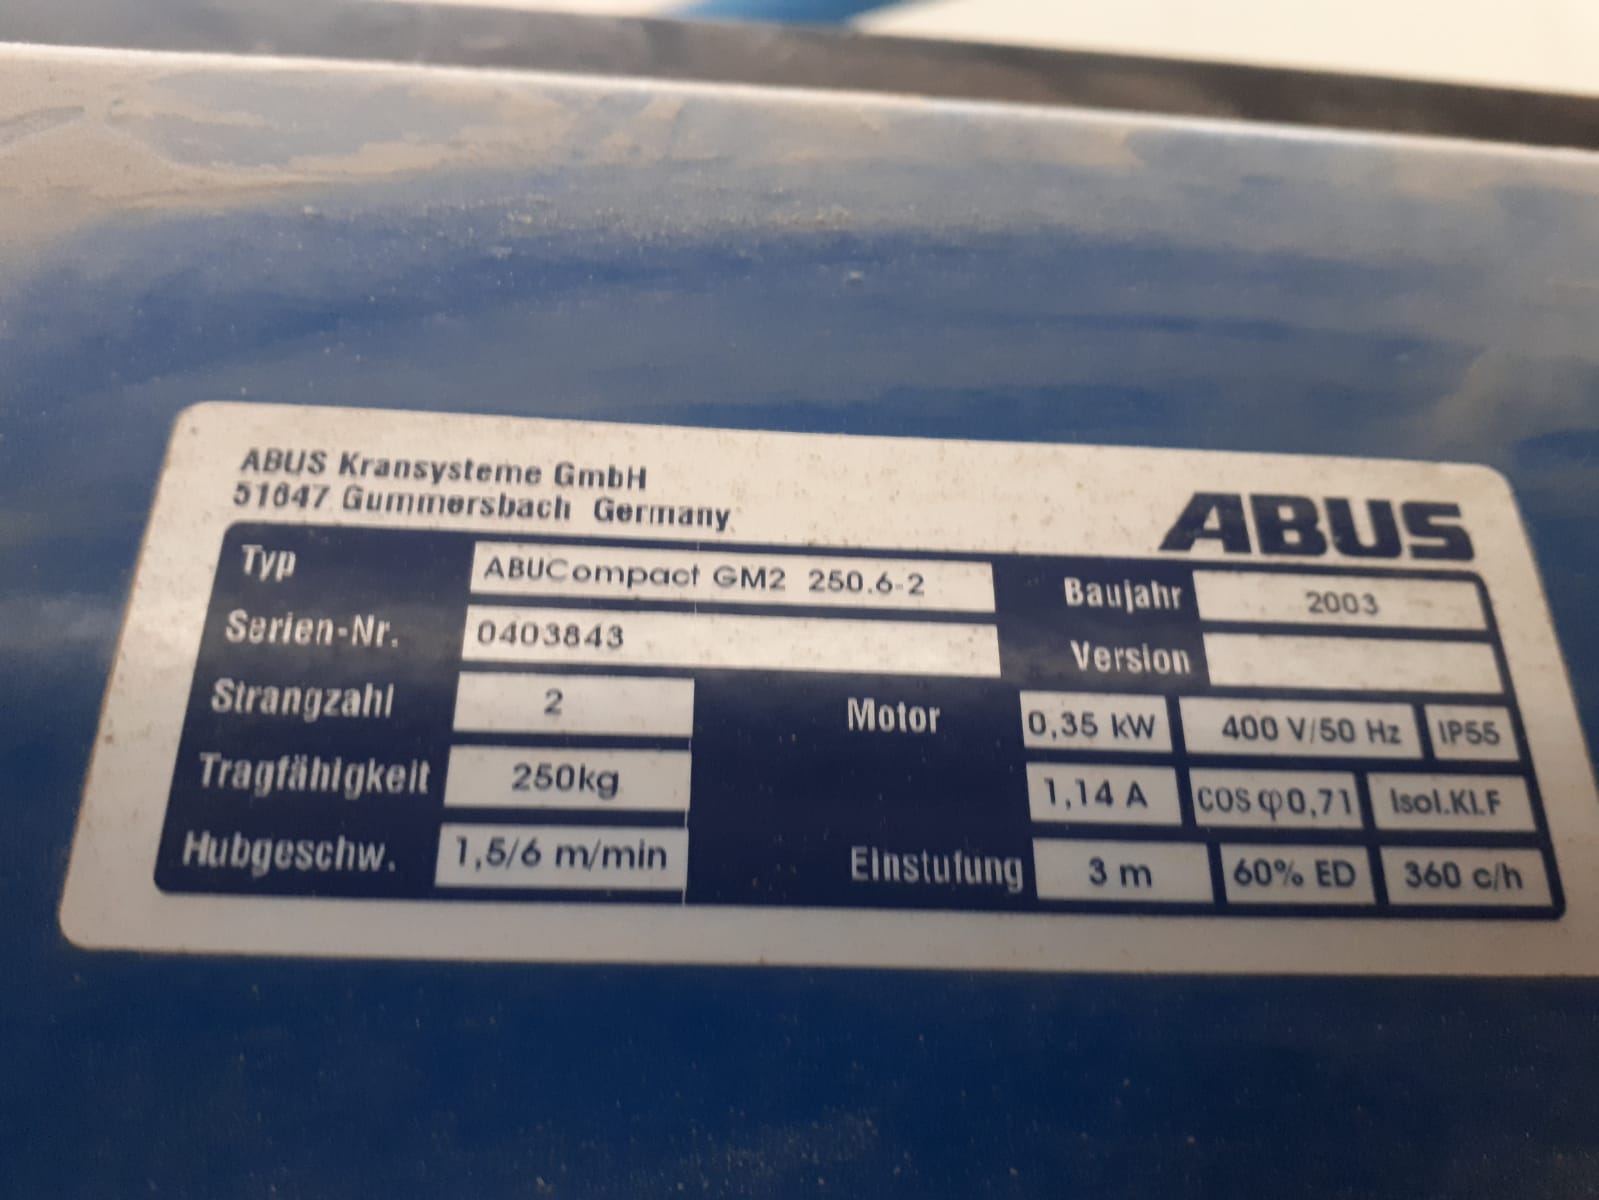 ABUS Kransysteme GmbH
51647 Gummersbach Germany
ABUS
Typ ABUCompact GM2 250.6-2 Baujahr 2003
Serien-Nr. 0403843 Version
Strangzahl 2 Motor 0,35 kW 400 V/50 Hz IP55
Tragfähigkeit 250kg 1,14 A cos φ0,71 Isol.Kl.F
Hubgeschw. 1,5/6 m/min Einstufung 3 m 60% ED 360 c/h